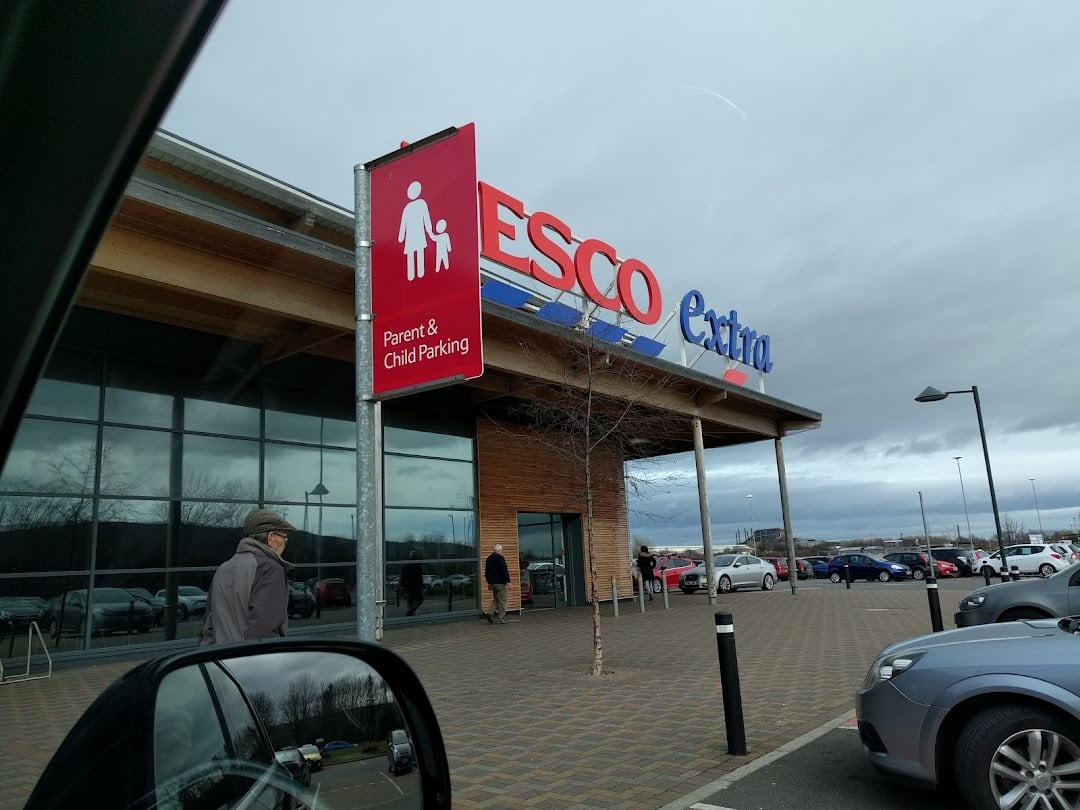 ESCO extra
Parent &
Child Parking